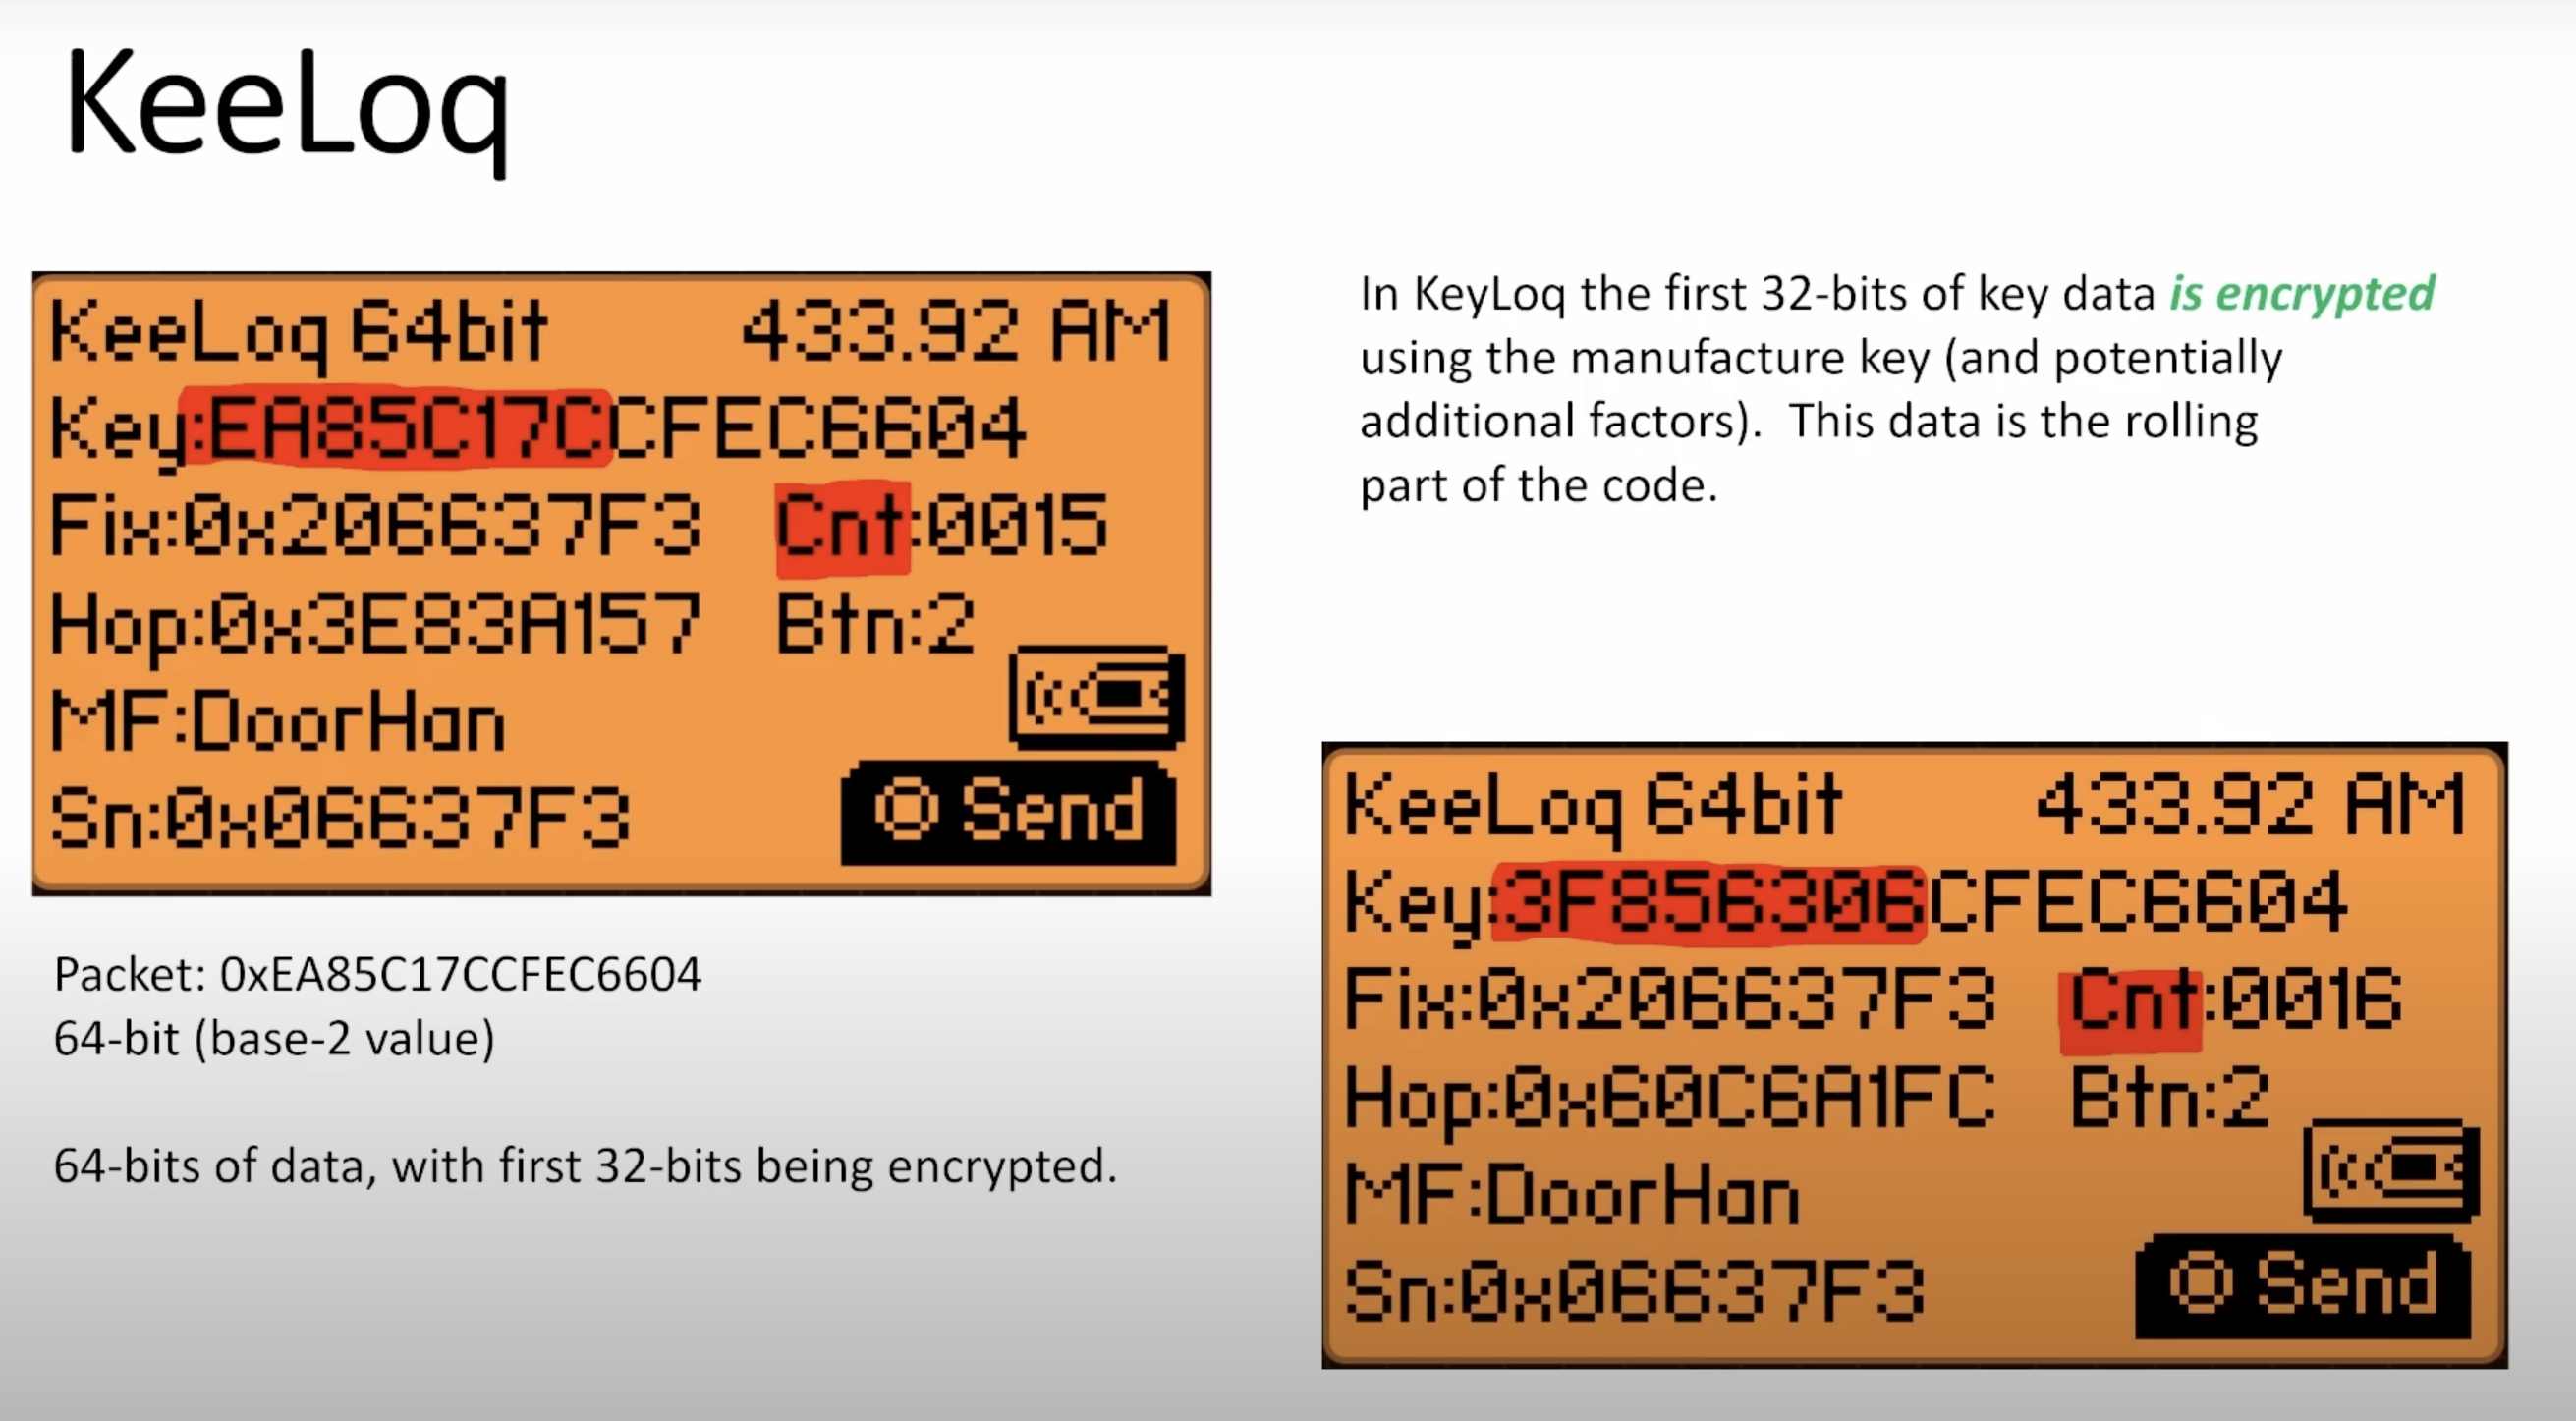 KeeLoq
KeeLoq 64bit 433.92 AM
Key:EA85C17CCFEC6604
Fix:0x206637F3 Cnt:0015
Hop:0x3E83A157 Btn:2
MF:DoorHan
Sn:0x06637F3
Send
Packet: 0xEA85C17CCFEC6604
64-bit (base-2 value)
64-bits of data, with first 32-bits being encrypted.
In KeyLoq the first 32-bits of key data is encrypted
using the manufacture key (and potentially
additional factors). This data is the rolling
part of the code.
KeeLoq 64bit 433.92 AM
Key:3F856306CFEC6604
Fix:0x206637F3 Cnt:0016
Hop:0x60C6A1FC Btn:2
MF:DoorHan
Sn:0x06637F3
Send